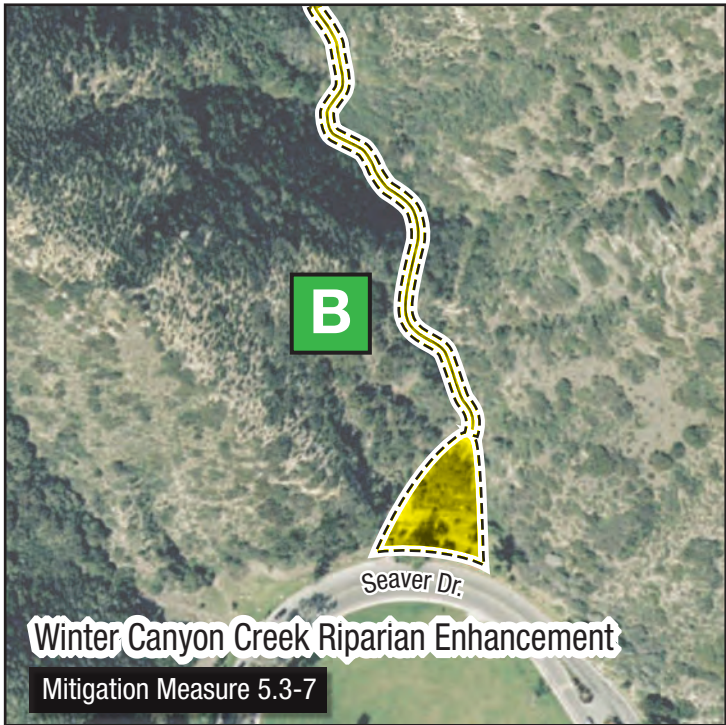 B
Seaver Dr.
Winter Canyon Creek Riparian Enhancement
Mitigation Measure 5.3-7